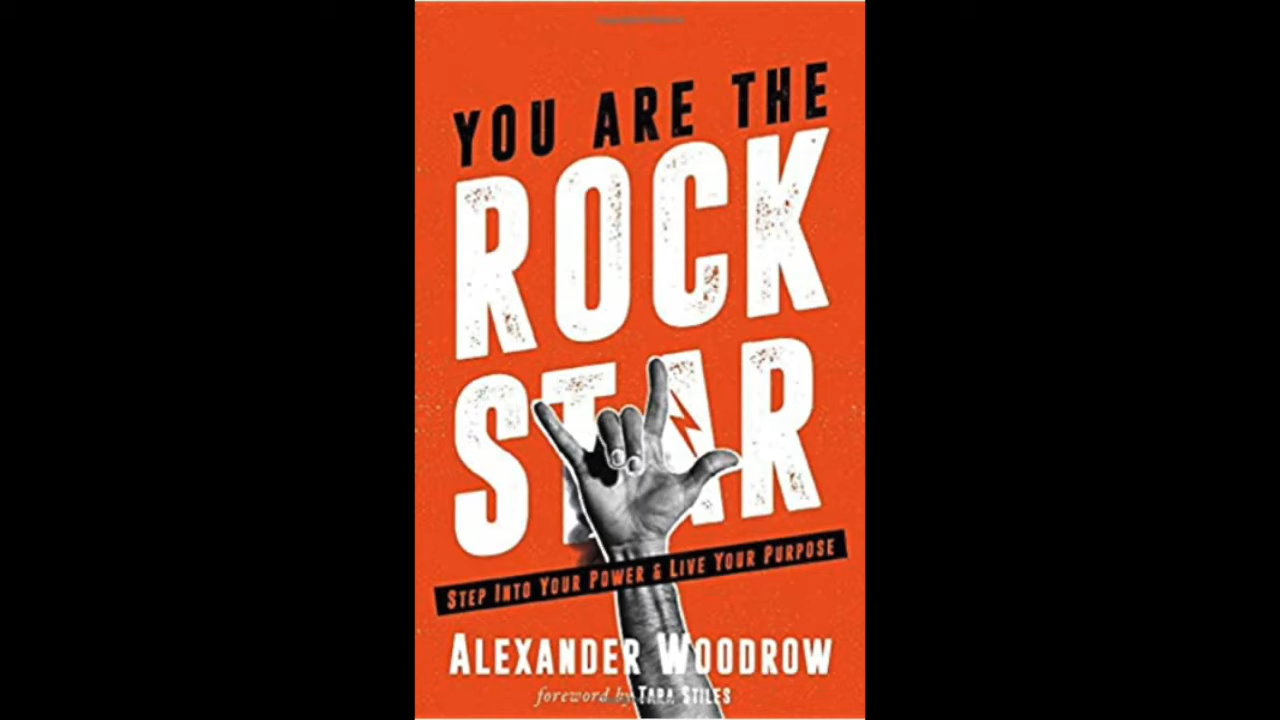 YOU ARE THE
ROCK
STAR
STEP INTO YOUR POWER & LIVE YOUR PURPOSE
ALEXANDER WOODROW
foreword by TARA STILES